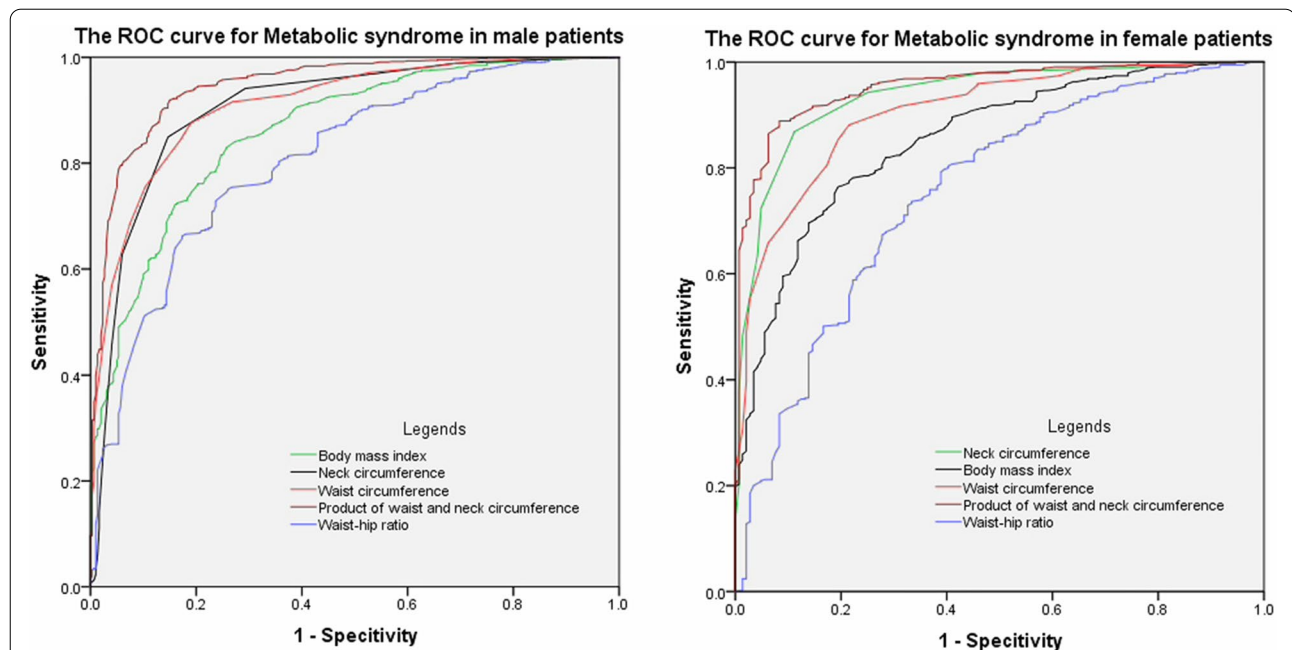 The ROC curve for Metabolic syndrome in male patients
1.0
0.8
0.6
0.4
0.2
0.0
Sensitivity
Legends
Body mass index
Neck circumference
Waist circumference
Product of waist and neck circumference
Waist-hip ratio
0.0 0.2 0.4 0.6 0.8 1.0
1 - Specitivity
The ROC curve for Metabolic syndrome in female patients
1.0
0.8
0.6
0.4
0.2
0.0
Sensitivity
Legends
Neck circumference
Body mass index
Waist circumference
Product of waist and neck circumference
Waist-hip ratio
0.0 0.2 0.4 0.6 0.8 1.0
1 - Specitivity